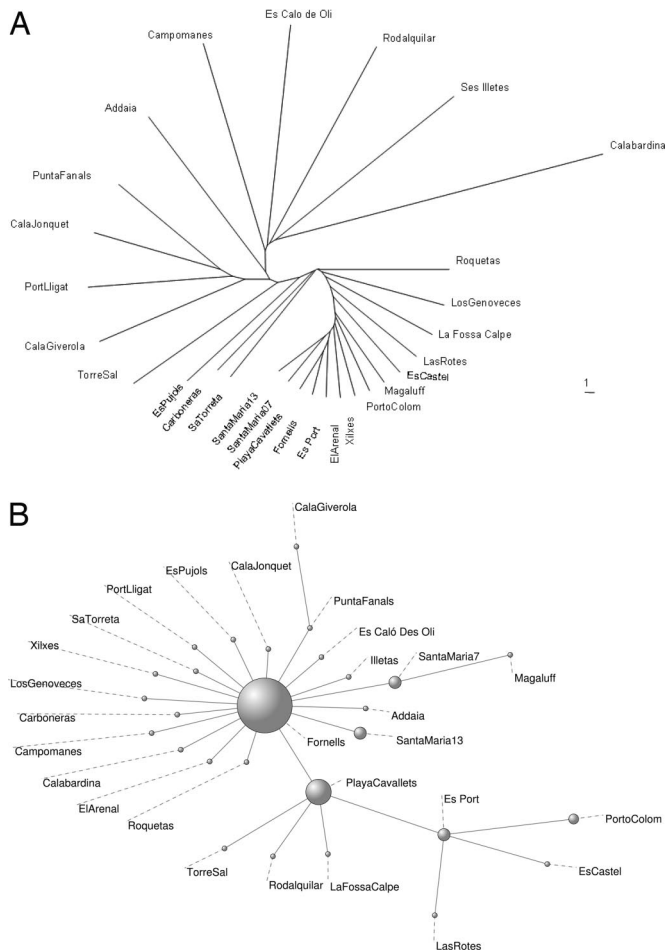 A
Es Calo de Oli
Campomanes
Rodalquilar
Ses Illetes
Addaia
Calabardina
PuntaFanals
CalaJonquet
Roquetas
PortLligat
LosGenoveces
La Fossa Calpe
CalaGiverola
LasRotes
TorreSal
EsCastel
EsPujols
Magaluff
Carboneras
PortoColom
SaTorreta
SantaMaria13
SantaMaria07
PlayaCavatlets
Fornells
Es Port
ElArenal
Xilxes
1
B
CalaGiverola
CalaJonquet
EsPujols
PortLligat
PuntaFanals
SaTorreta
Es Caló Des Oli
Xilxes
Illetas
SantaMaria7
Magaluff
LosGenoveces
Carboneras
Addaia
Fornells
SantaMaria13
Campomanes
Calabardina
PlayaCavallets
Es Port
ElArenal
PortoColom
Roquetas
TorreSal
EsCastel
Rodalquilar
LaFossaCalpe
LasRotes